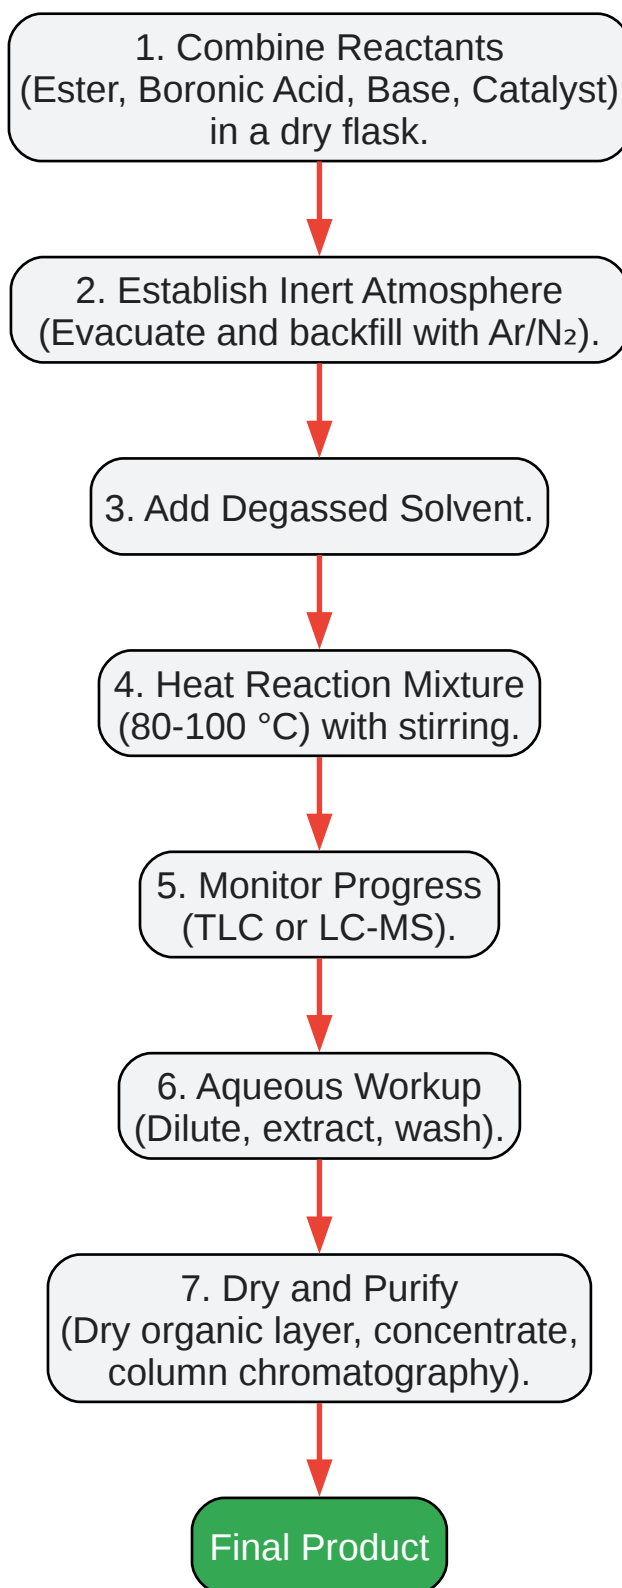 1. Combine Reactants
(Ester, Boronic Acid, Base, Catalyst)
in a dry flask.
2. Establish Inert Atmosphere
(Evacuate and backfill with Ar/N₂).
3. Add Degassed Solvent.
4. Heat Reaction Mixture
(80-100 °C) with stirring.
5. Monitor Progress
(TLC or LC-MS).
6. Aqueous Workup
(Dilute, extract, wash).
7. Dry and Purify
(Dry organic layer, concentrate,
column chromatography).
Final Product